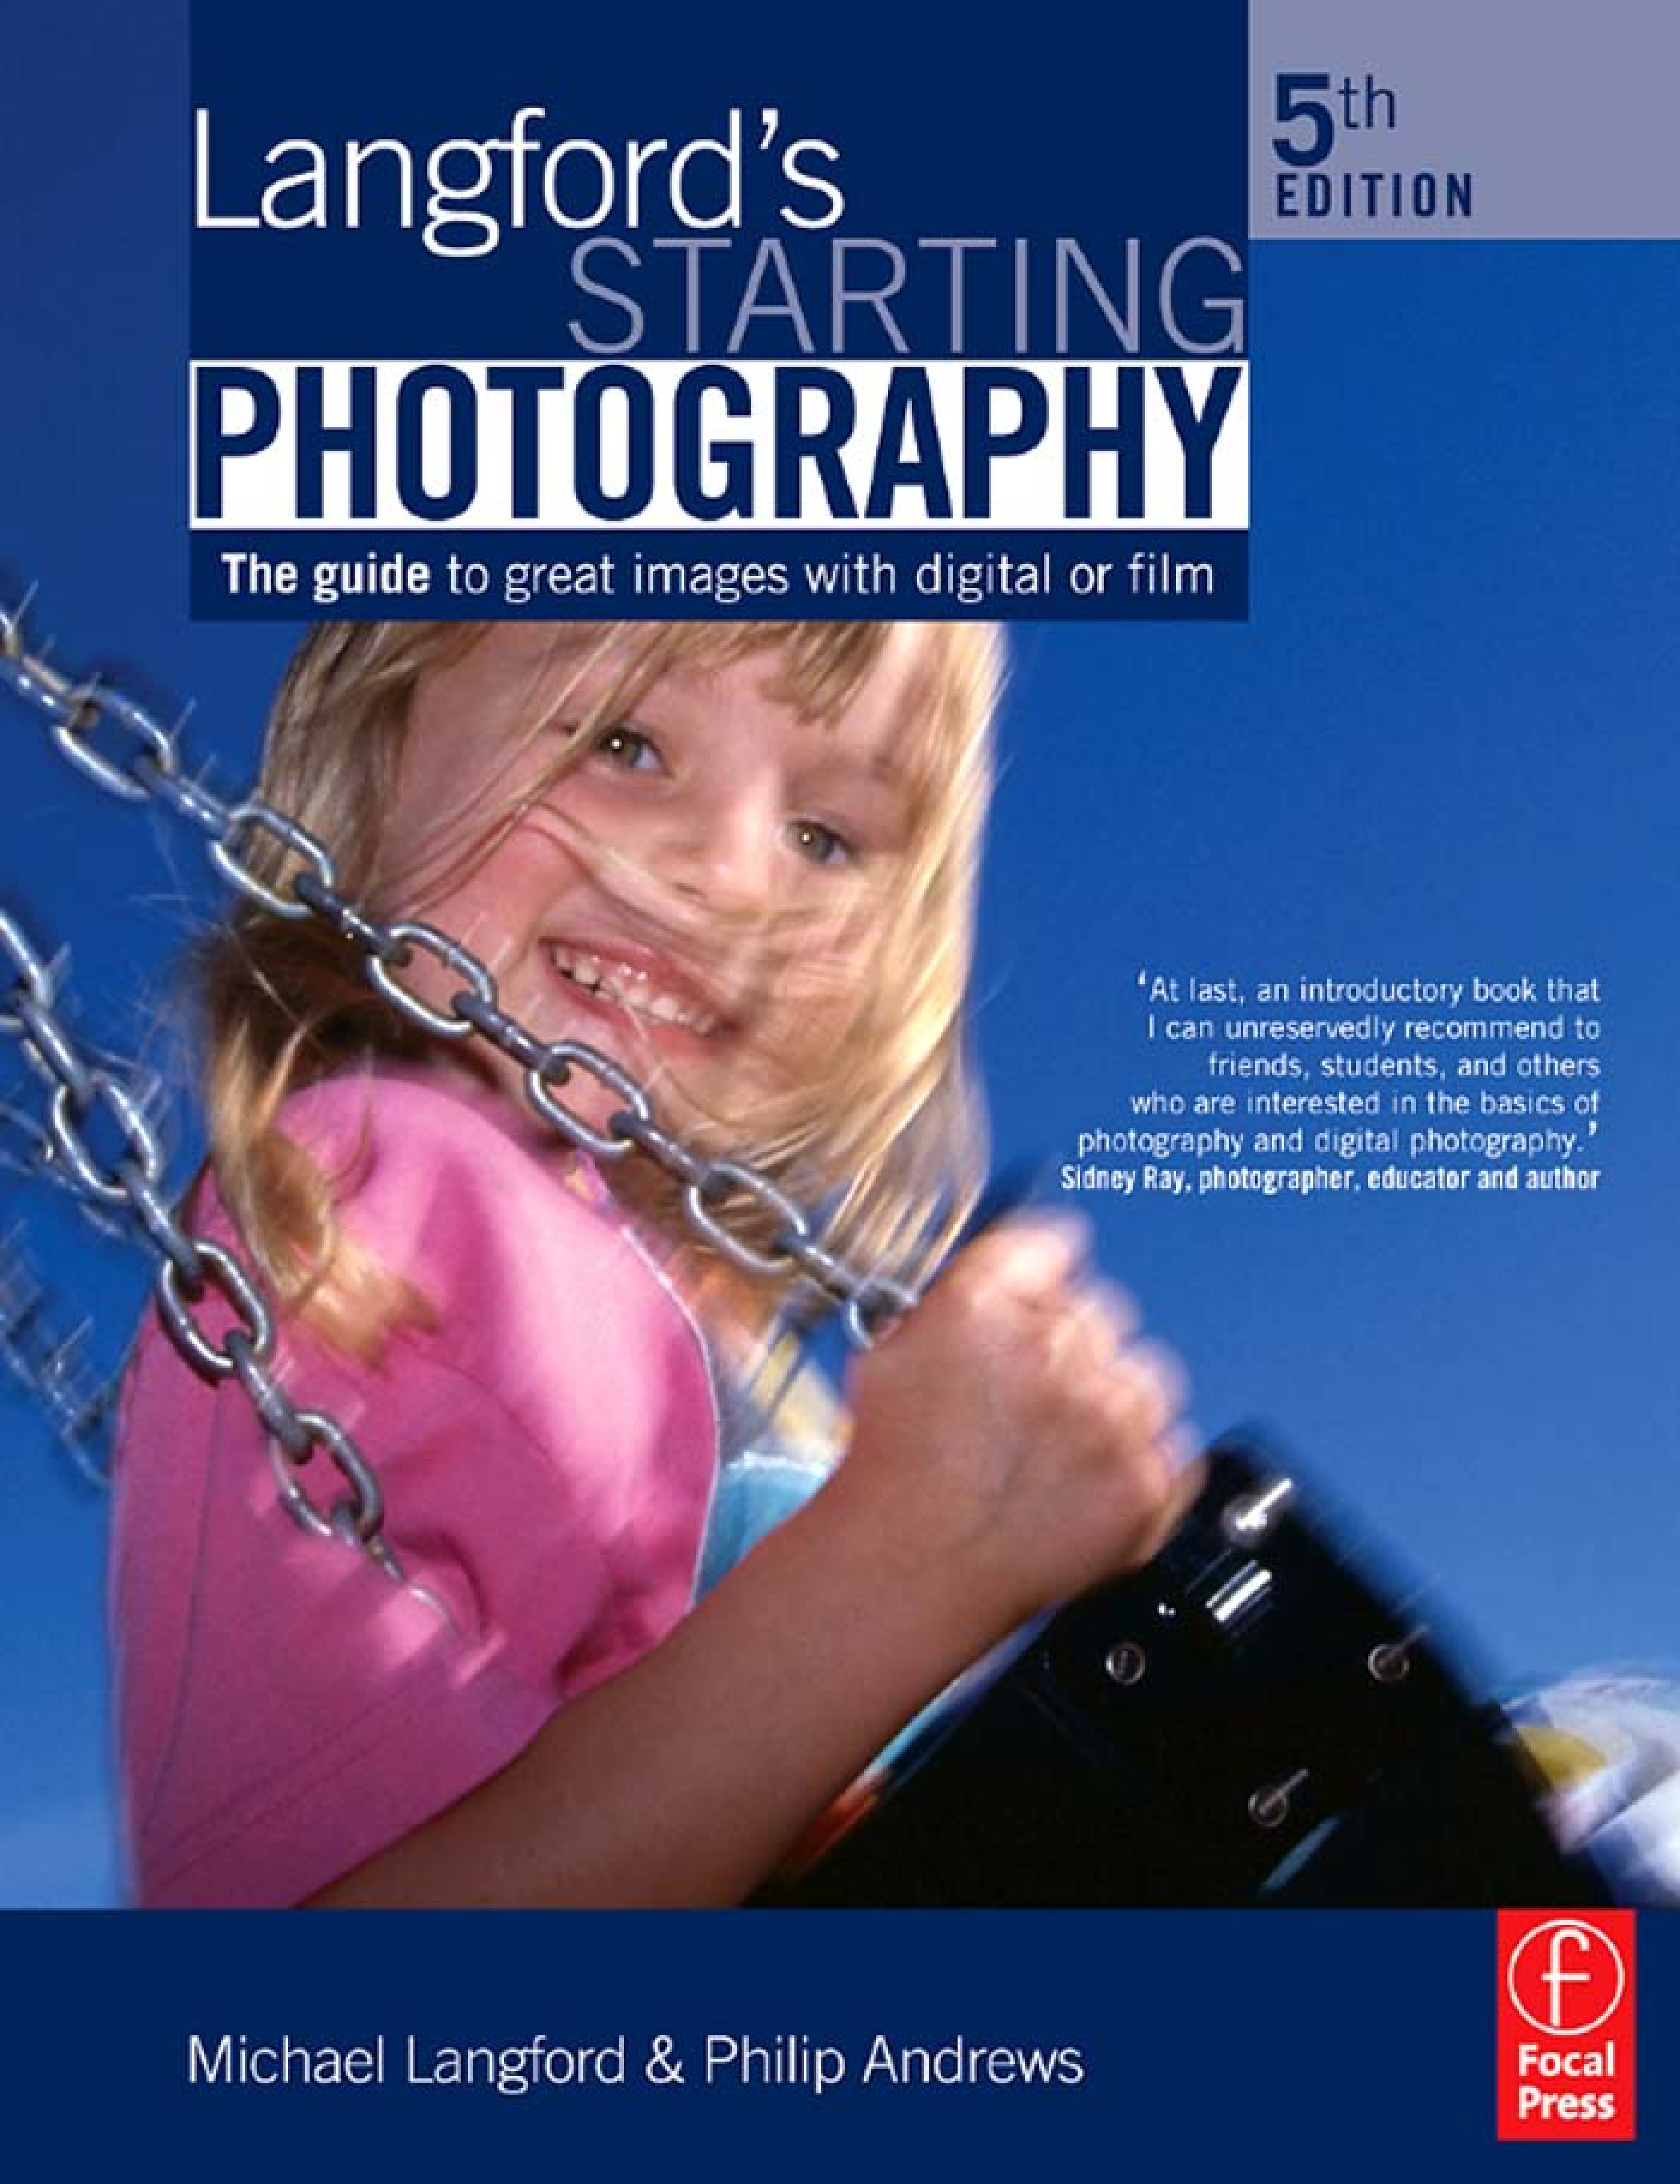 Langford's
STARTING
PHOTOGRAPHY
The guide to great images with digital or film
5th
EDITION
‘At last, an introductory book that
I can unreservedly recommend to
friends, students, and others
who are interested in the basics of
photography and digital photography.’
Sidney Ray, photographer, educator and author
Michael Langford & Philip Andrews
f
Focal
Press